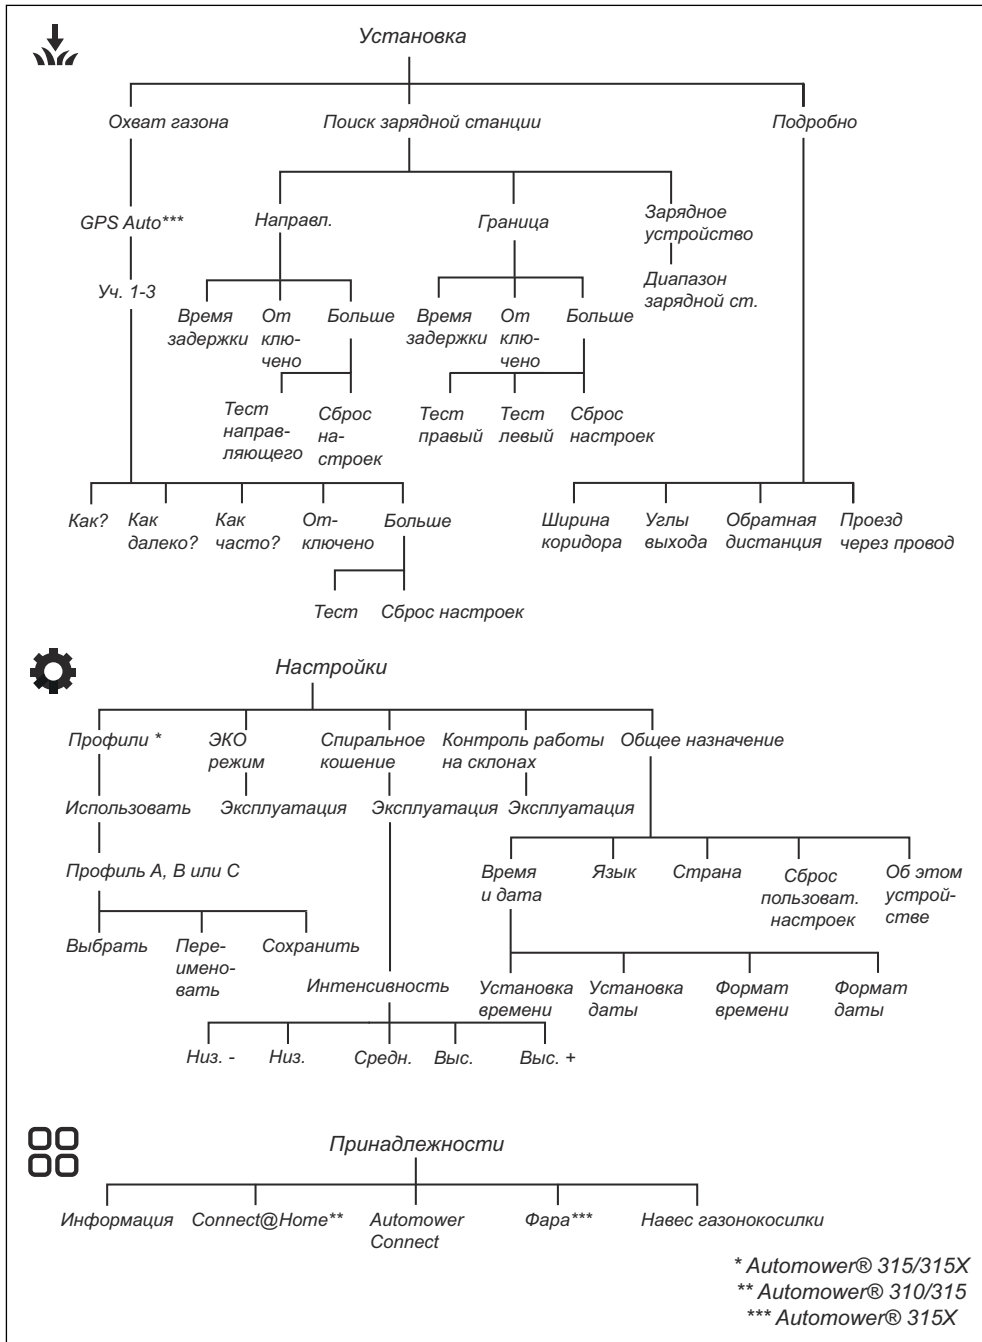 Установка
Охват газона
Поиск зарядной станции
Подробно
GPS Auto***
Направл.
Граница
Зарядное
устройство
Уч. 1-3
Диапазон
зарядной ст.
Время
задержки
От
клю-
чено
Больше
Время
задержки
От
клю-
чено
Больше
Тест
направ-
ляющего
Сброс
на-
строек
Тест
правый
Тест
левый
Сброс
настроек
Как?
Как
далеко?
Как
часто?
От-
ключено
Больше
Ширина
коридора
Углы
выхода
Обратная
дистанция
Проезд
через провод
Тест
Сброс настроек
Настройки
Профили *
ЭКО
режим
Спиральное
кошение
Контроль работы
на склонах
Общее назначение
Использовать
Эксплуатация
Эксплуатация
Эксплуатация
Профиль A, B или C
Время
и дата
Язык
Страна
Сброс
пользоват.
настроек
Об этом
устрой-
стве
Выбрать
Пере-
имено-
вать
Сохранить
Интенсивность
Установка
времени
Установка
даты
Формат
времени
Формат
даты
Низ. -
Низ.
Средн.
Выс.
Выс. +
Принадлежности
Информация
Connect@Home**
Automower
Connect
Фара***
Навес газонокосилки
* Automower® 315/315X
** Automower® 310/315
*** Automower® 315X